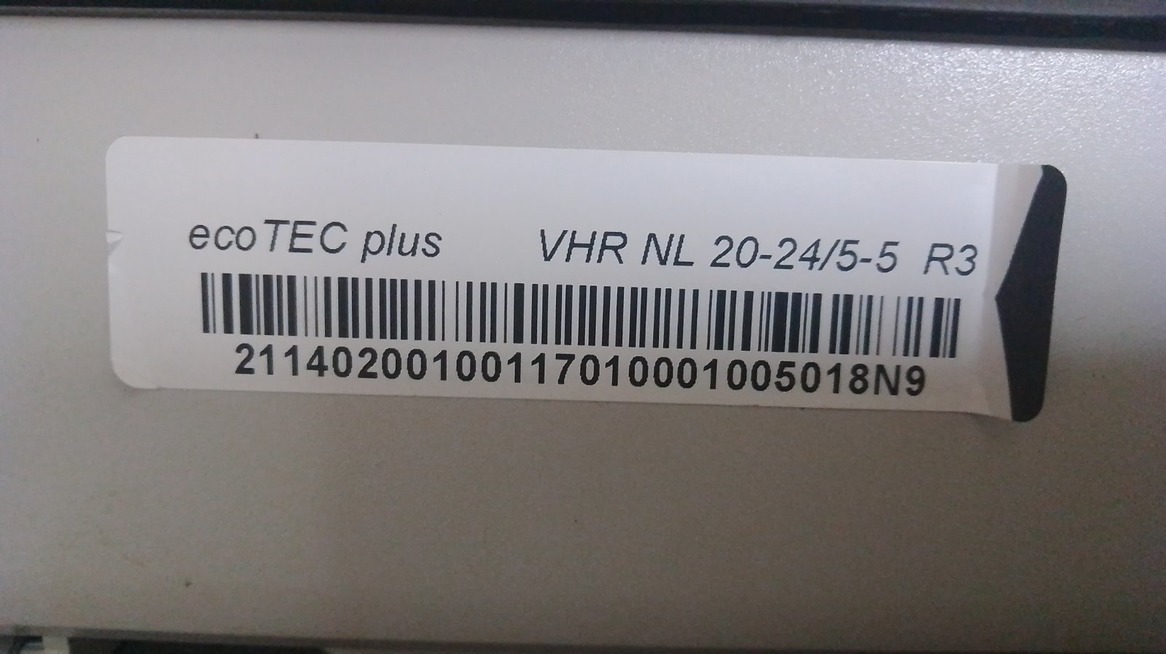 ecoTEC plus VHR NL 20-24/5-5 R3
21140200100117010001005018N9